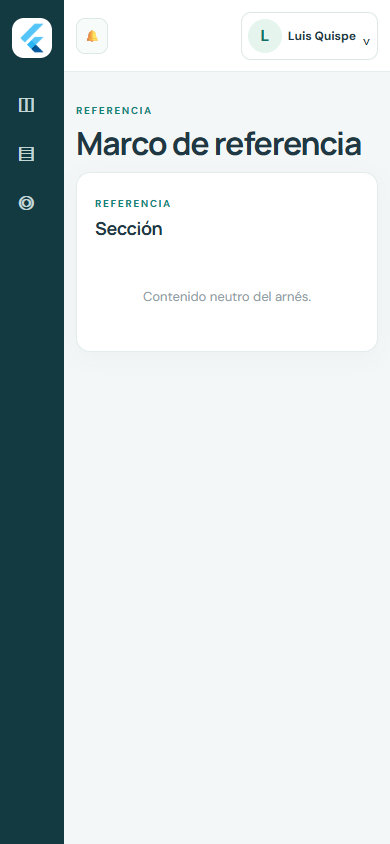 L
Luis Quispe
REFERENCIA
Marco de referencia
REFERENCIA
Sección
Contenido neutro del arnés.